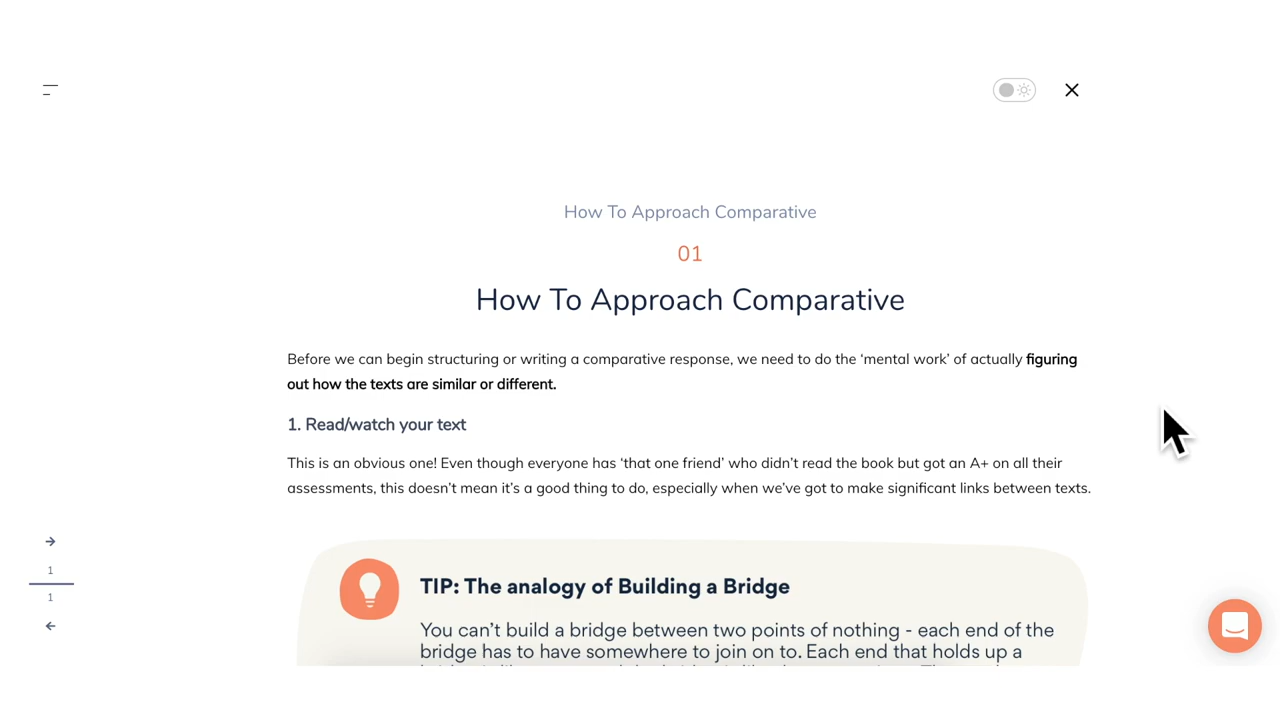 How To Approach Comparative
01
How To Approach Comparative
Before we can begin structuring or writing a comparative response, we need to do the ‘mental work’ of actually figuring
out how the texts are similar or different.
1. Read/watch your text
This is an obvious one! Even though everyone has ‘that one friend’ who didn’t read the book but got an A+ on all their
assessments, this doesn’t mean it’s a good thing to do, especially when we’ve got to make significant links between texts.
TIP: The analogy of Building a Bridge
You can’t build a bridge between two points of nothing - each end of the
bridge has to have somewhere to join on to. Each end that holds up a
1
1